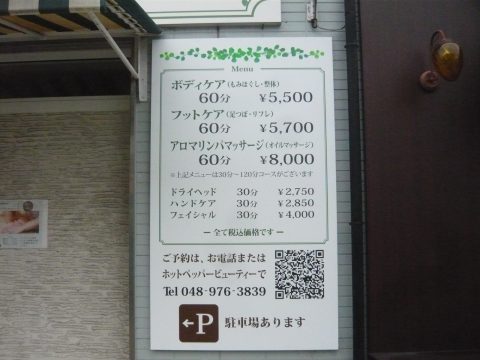 Menu
ボディケア(もみほぐし・整体)
60分 ¥5,500
フットケア(足つぼ・リフレ)
60分 ¥5,700
アロマリンパマッサージ(オイルマッサージ)
60分 ¥8,000
※上記メニューは30分〜120分コースがございます
ドライヘッド 30分 ¥2,750
ハンドケア 30分 ¥2,850
フェイシャル 30分 ¥4,000
—全て税込価格です—
ご予約は、お電話または
ホットペッパービューティーで
Tel 048-976-3839
←P 駐車場あります